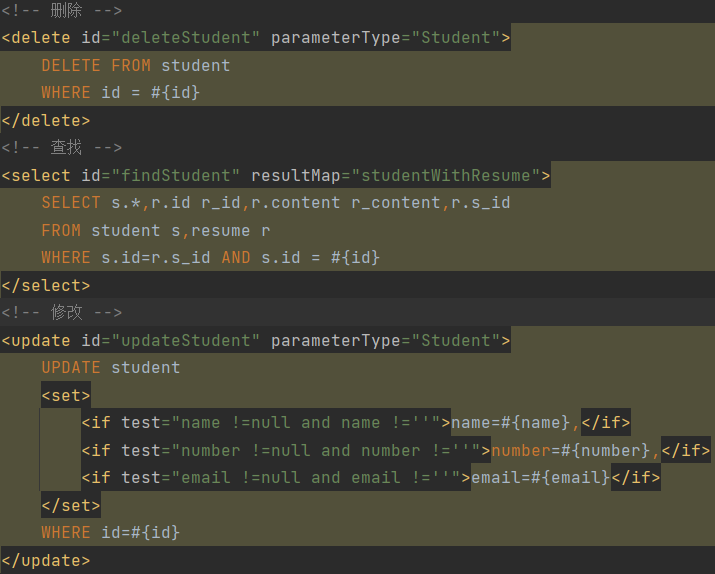 <!-- 删除 -->
<delete id="deleteStudent" parameterType="Student">
    DELETE FROM student
    WHERE id = #{id}
</delete>
<!-- 查找 -->
<select id="findStudent" resultMap="studentWithResume">
    SELECT s.*,r.id r_id,r.content r_content,r.s_id
    FROM student s,resume r
    WHERE s.id=r.s_id AND s.id = #{id}
</select>
<!-- 修改 -->
<update id="updateStudent" parameterType="Student">
    UPDATE student
    <set>
        <if test="name !=null and name !=''">name=#{name},</if>
        <if test="number !=null and number !=''">number=#{number},</if>
        <if test="email !=null and email !=''">email=#{email}</if>
    </set>
    WHERE id=#{id}
</update>